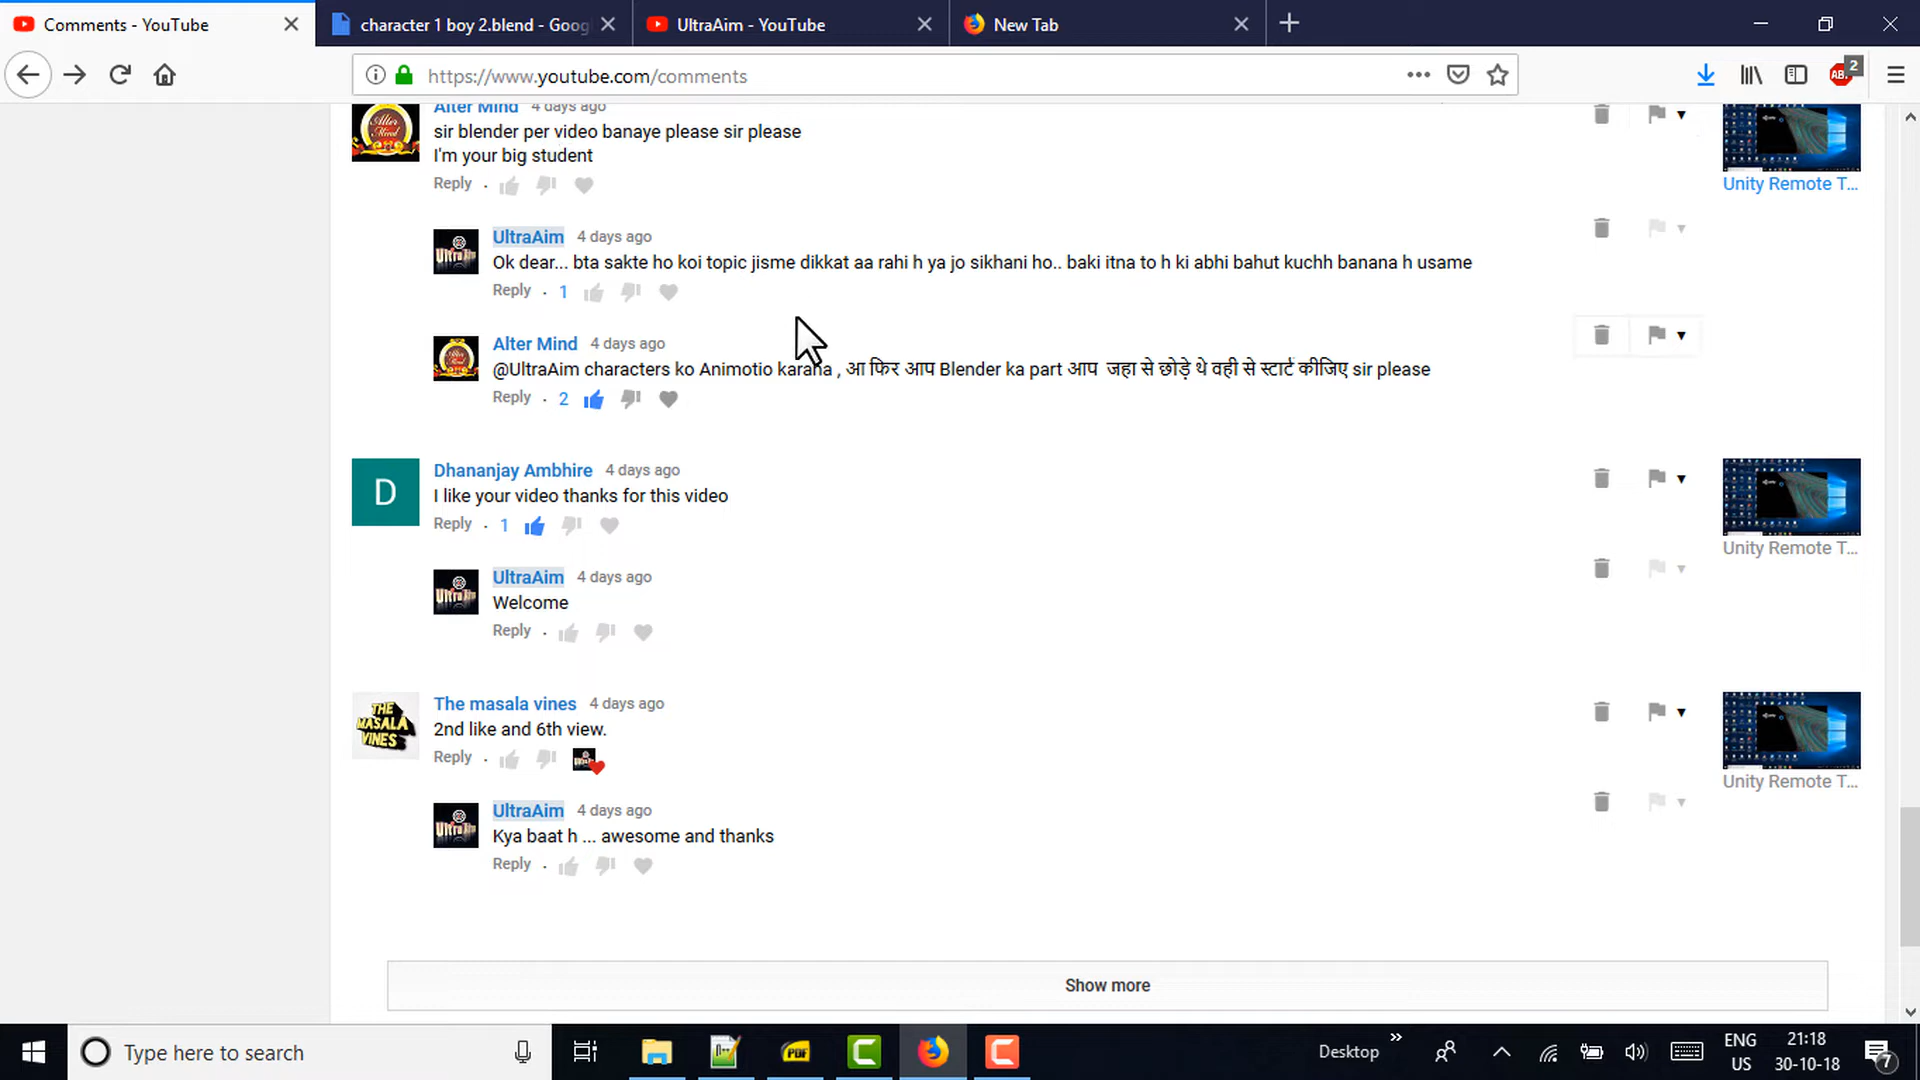 Comments - YouTube
character 1 boy 2.blend - Goog
UltraAim - YouTube
New Tab
https://www.youtube.com/comments
ABP
2
Alter Mind 4 days ago
sir blender per video banaye please sir please
I'm your big student
Reply
Unity Remote T...
UltraAim 4 days ago
Ok dear... bta sakte ho koi topic jisme dikkat aa rahi h ya jo sikhani ho.. baki itna to h ki abhi bahut kuchh banana h usame
Reply · 1
Alter Mind 4 days ago
@UltraAim characters ko Animotio karana , आ फिर आप Blender ka part आप जहा से छोड़े थे वही से स्टार्ट कीजिए sir please
Reply · 2
D
Dhananjay Ambhire 4 days ago
I like your video thanks for this video
Reply · 1
Unity Remote T...
UltraAim 4 days ago
Welcome
Reply ·
THE MASALA VINES
The masala vines 4 days ago
2nd like and 6th view.
Reply ·
Unity Remote T...
UltraAim 4 days ago
Kya baat h ... awesome and thanks
Reply ·
Show more
Type here to search
PDF
Desktop
ENG
US
21:18
30-10-18
7